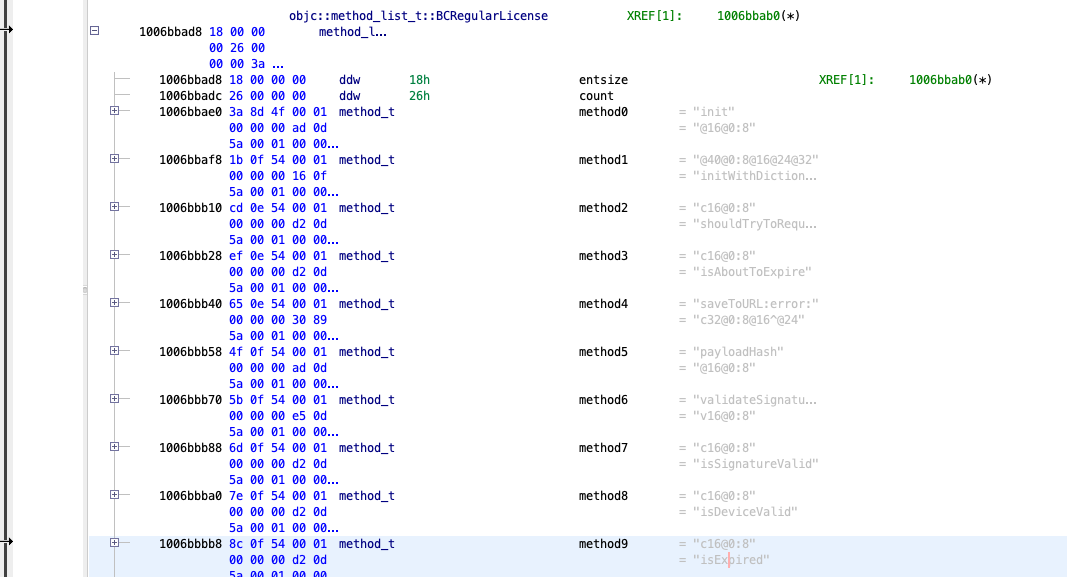 objc::method_list_t::BCRegularLicense XREF[1]: 1006bbab0(*)
1006bbad8 18 00 00 method_l...
00 26 00
00 00 3a ...
1006bbad8 18 00 00 00 ddw 18h entsize XREF[1]: 1006bbab0(*)
1006bbadc 26 00 00 00 ddw 26h count
1006bbae0 3a 8d 4f 00 01 method_t method0 = "init"
00 00 00 ad 0d = "@16@0:8"
5a 00 01 00 00...
1006bbaf8 1b 0f 54 00 01 method_t method1 = "@40@0:8@16@24@32"
00 00 00 16 0f = "initWithDiction...
5a 00 01 00 00...
1006bbb10 cd 0e 54 00 01 method_t method2 = "c16@0:8"
00 00 00 d2 0d = "shouldTryToRequ...
5a 00 01 00 00...
1006bbb28 ef 0e 54 00 01 method_t method3 = "c16@0:8"
00 00 00 d2 0d = "isAboutToExpire"
5a 00 01 00 00...
1006bbb40 65 0e 54 00 01 method_t method4 = "saveToURL:error:"
00 00 00 30 89 = "c32@0:8@16^@24"
5a 00 01 00 00...
1006bbb58 4f 0f 54 00 01 method_t method5 = "payloadHash"
00 00 00 ad 0d = "@16@0:8"
5a 00 01 00 00...
1006bbb70 5b 0f 54 00 01 method_t method6 = "validateSignatu...
00 00 00 e5 0d = "v16@0:8"
5a 00 01 00 00...
1006bbb88 6d 0f 54 00 01 method_t method7 = "c16@0:8"
00 00 00 d2 0d = "isSignatureValid"
5a 00 01 00 00...
1006bbba0 7e 0f 54 00 01 method_t method8 = "c16@0:8"
00 00 00 d2 0d = "isDeviceValid"
5a 00 01 00 00...
1006bbbb8 8c 0f 54 00 01 method_t method9 = "c16@0:8"
00 00 00 d2 0d = "isExpired"
5a 00 01 00 00